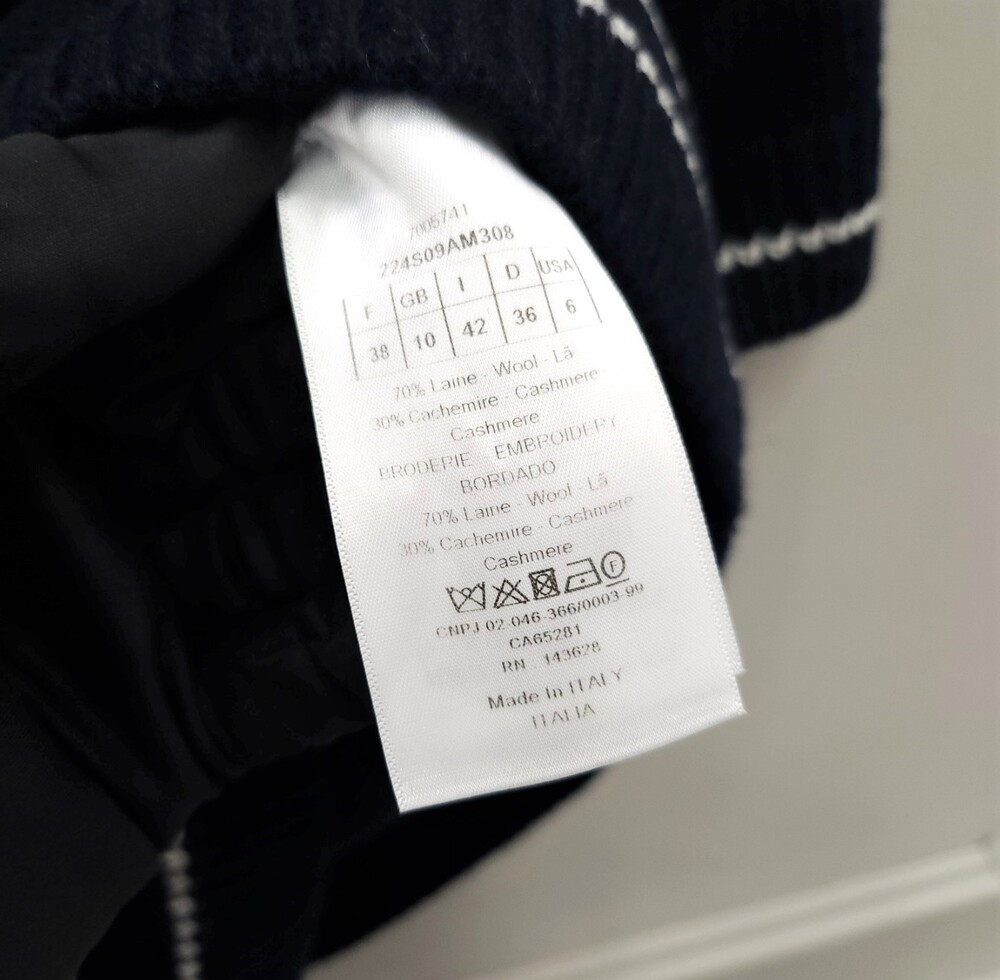 7005741
224S09AM308
F GB I D USA
38 10 42 36 6
70% Laine - Wool - Lã
30% Cachemire - Cashmere
Cashmere
BRODERIE EMBROIDERY
BORDADO
70% Laine - Wool - Lã
30% Cachemire - Cashmere
Cashmere
F
CNPJ 02-046-366/0003-99
CA65281
RN 143628
Made In ITALY
ITALIA